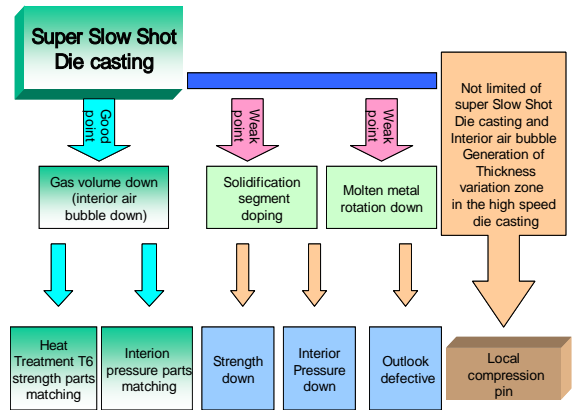 Super Slow Shot
Die casting
Good
point
Weak
point
Weak
point
Not limited of
super Slow Shot
Die casting and
Interior air bubble
Generation of
Thickness
variation zone
in the high speed
die casting
Gas volume down
(interior air
bubble down)
Solidification
segment
doping
Molten metal
rotation down
Heat
Treatment T6
strength parts
matching
Interion
pressure parts
matching
Strength
down
Interior
Pressure down
Outlook
defective
Local
compression
pin